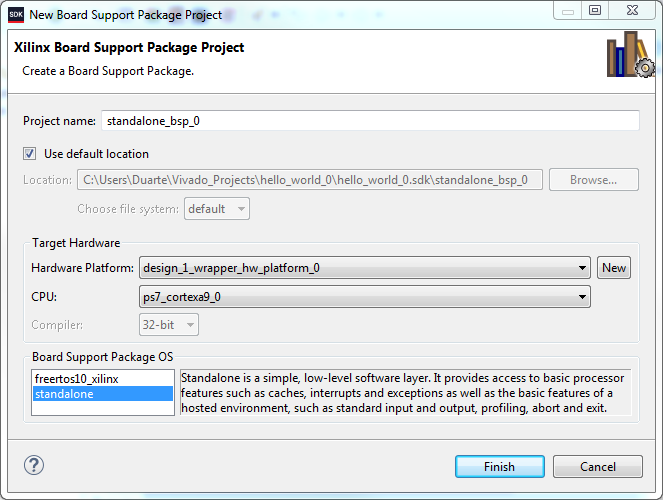 SDK New Board Support Package Project
Xilinx Board Support Package Project
Create a Board Support Package.
Project name: standalone_bsp_0
Use default location
Location: C:\Users\Duarte\Vivado_Projects\hello_world_0\hello_world_0.sdk\standalone_bsp_0 Browse...
Choose file system: default
Target Hardware
Hardware Platform: design_1_wrapper_hw_platform_0 New
CPU: ps7_cortexa9_0
Compiler: 32-bit
Board Support Package OS
freertos10_xilinx
standalone
Standalone is a simple, low-level software layer. It provides access to basic processor
features such as caches, interrupts and exceptions as well as the basic features of a
hosted environment, such as standard input and output, profiling, abort and exit.
? Finish Cancel